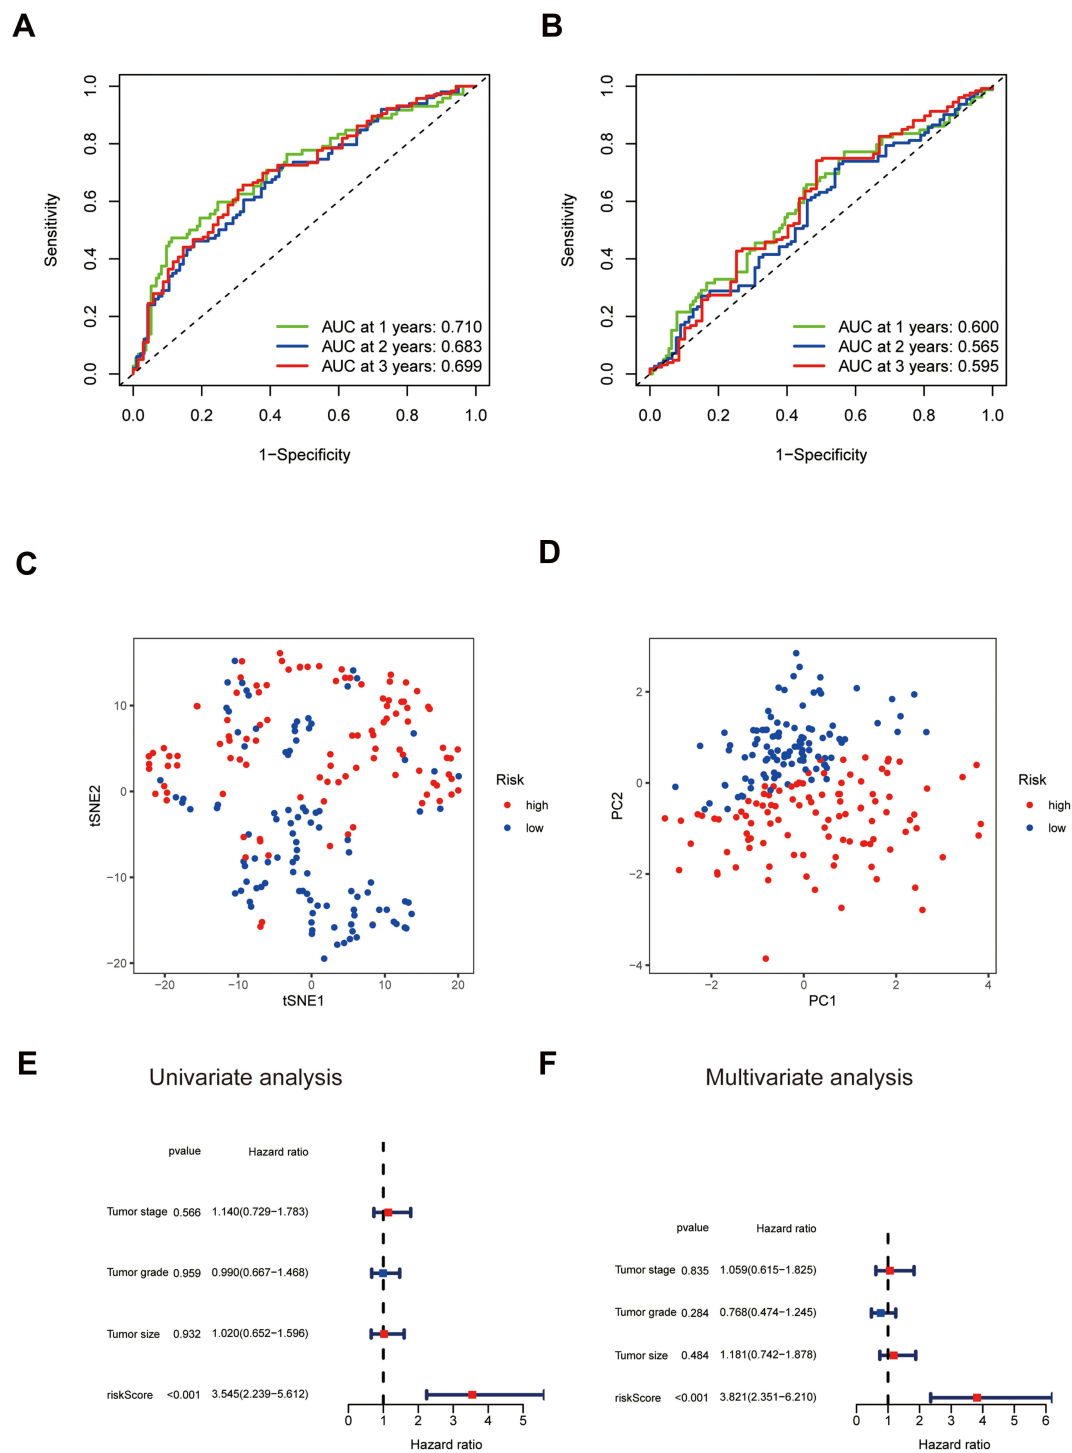 A
B
1.0
0.8
0.6
0.4
0.2
0.0
Sensitivity
AUC at 1 years: 0.710
AUC at 2 years: 0.683
AUC at 3 years: 0.699
0.0 0.2 0.4 0.6 0.8 1.0
1−Specificity
1.0
0.8
0.6
0.4
0.2
0.0
Sensitivity
AUC at 1 years: 0.600
AUC at 2 years: 0.565
AUC at 3 years: 0.595
0.0 0.2 0.4 0.6 0.8 1.0
1−Specificity
C
D
10
0
−10
−20
tSNE2
−20 −10 0 10 20
tSNE1
Risk
high
low
2
0
−2
−4
PC2
−2 0 2 4
PC1
Risk
high
low
E
Univariate analysis
pvalue Hazard ratio
Tumor stage 0.566 1.140(0.729−1.783)
Tumor grade 0.959 0.990(0.667−1.468)
Tumor size 0.932 1.020(0.652−1.596)
riskScore <0.001 3.545(2.239−5.612)
0 1 2 3 4 5
Hazard ratio
F
Multivariate analysis
pvalue Hazard ratio
Tumor stage 0.835 1.059(0.615−1.825)
Tumor grade 0.284 0.768(0.474−1.245)
Tumor size 0.484 1.181(0.742−1.878)
riskScore <0.001 3.821(2.351−6.210)
0 1 2 3 4 5 6
Hazard ratio